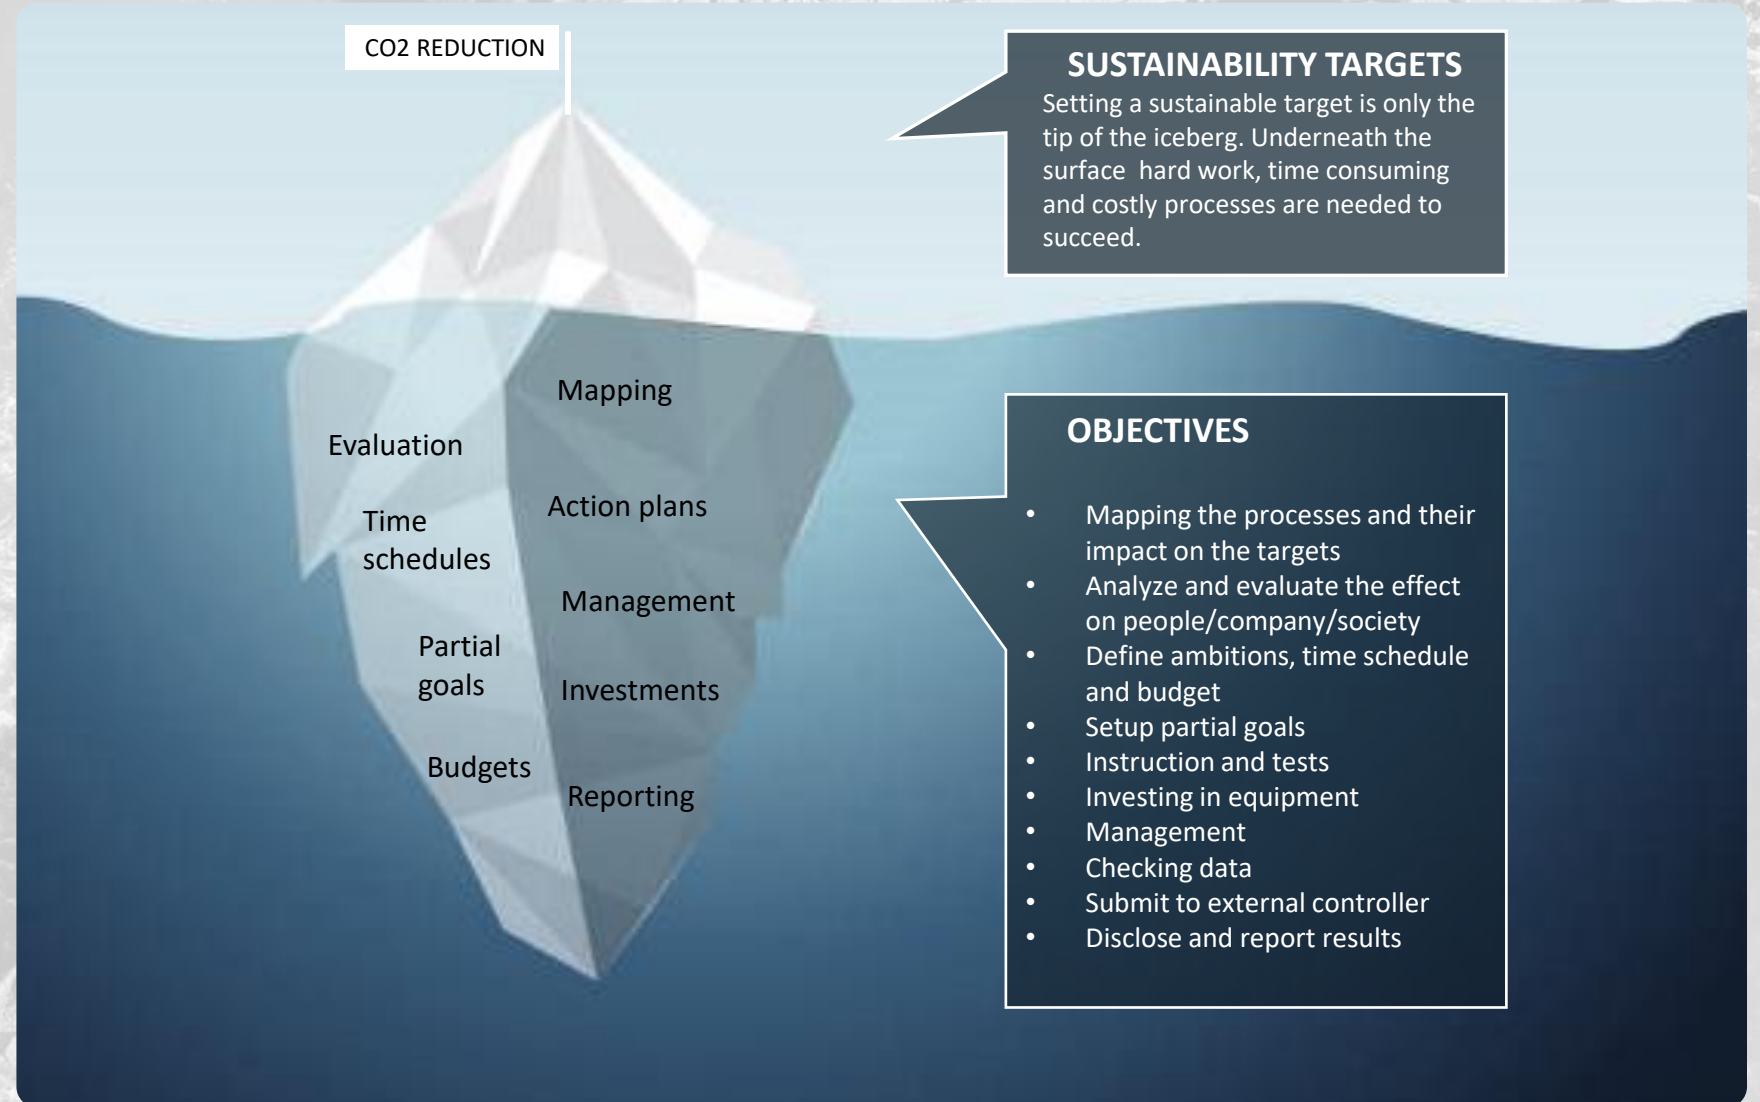 CO2 REDUCTION
SUSTAINABILITY TARGETS
Setting a sustainable target is only the
tip of the iceberg. Underneath the
surface  hard work, time consuming
and costly processes are needed to
succeed.
Mapping
Evaluation
Action plans
Time
schedules
Management
Partial
goals
Investments
Budgets
Reporting
OBJECTIVES
• Mapping the processes and their
impact on the targets
• Analyze and evaluate the effect
on people/company/society
• Define ambitions, time schedule
and budget
• Setup partial goals
• Instruction and tests
• Investing in equipment
• Management
• Checking data
• Submit to external controller
• Disclose and report results